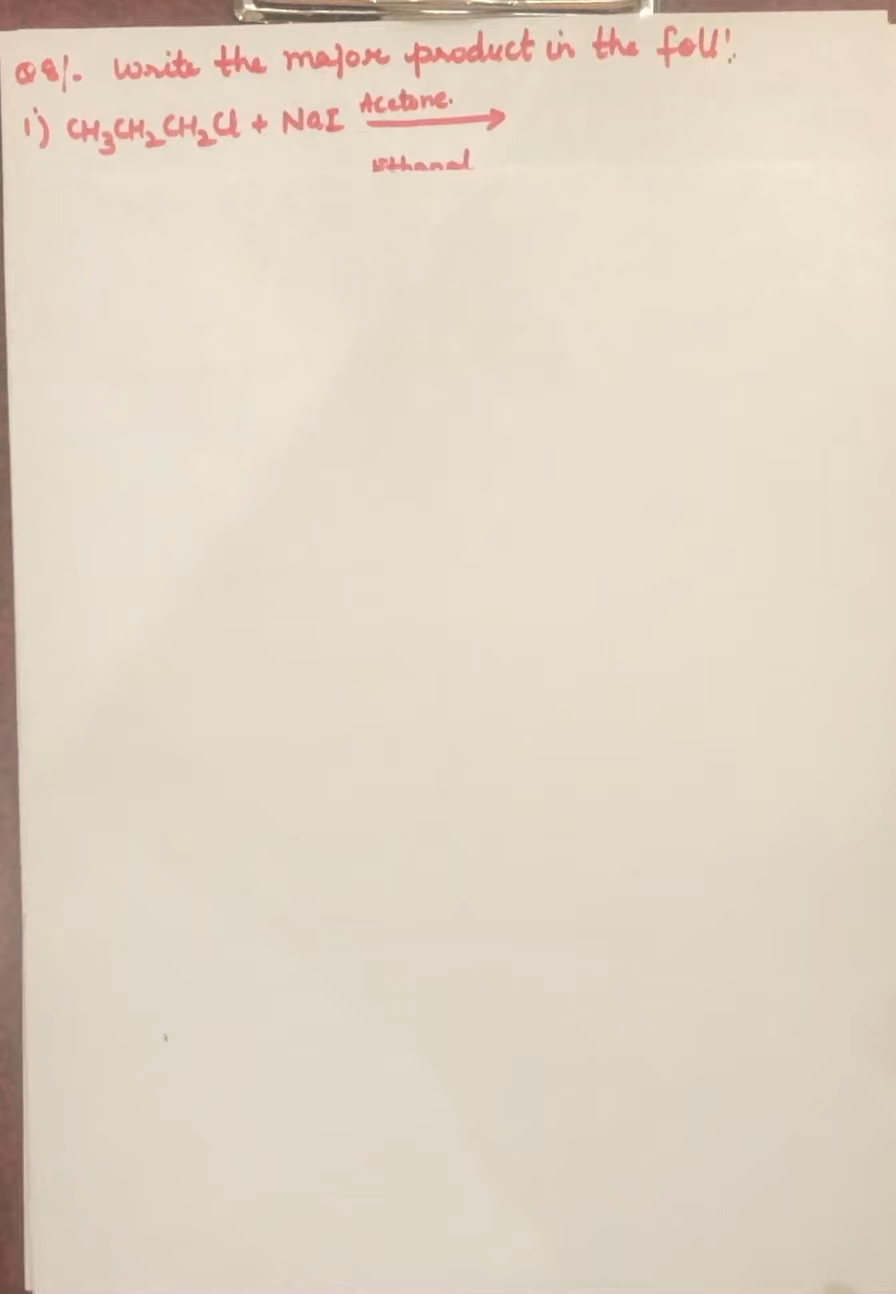 Q8/. Write the major product in the foll:
i) CH₃CH₂CH₂Cl + NaI Acetone.